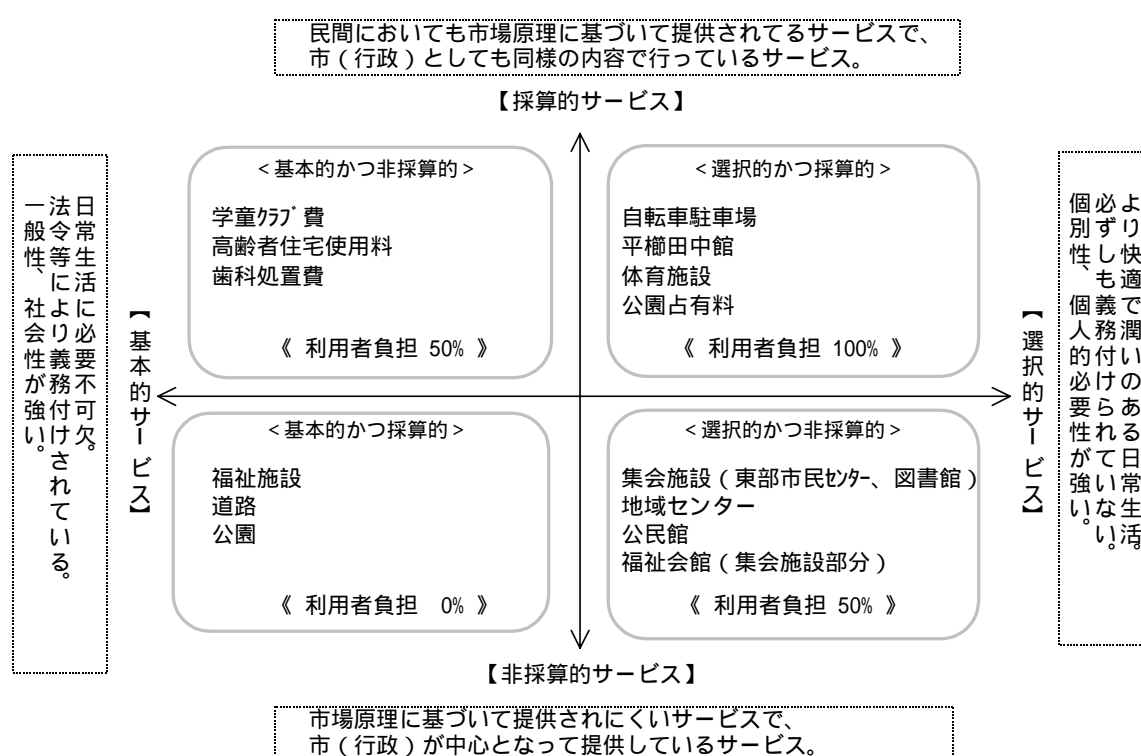 民間においても市場原理に基づいて提供されてるサービスで、
市（行政）としても同様の内容で行っているサービス。
【採算的サービス】
日常生活に必要不可欠。
法令等により義務付けされている。
一般性、社会性が強い。
【基本的サービス】
<基本的かつ非採算的>
学童ｸﾗﾌﾞ費
高齢者住宅使用料
歯科処置費
《 利用者負担 50% 》
<選択的かつ採算的>
自転車駐車場
平櫛田中館
体育施設
公園占有料
《 利用者負担 100% 》
<基本的かつ採算的>
福祉施設
道路
公園
《 利用者負担 0% 》
<選択的かつ非採算的>
集会施設（東部市民ｾﾝﾀｰ、図書館）
地域センター
公民館
福祉会館（集会施設部分）
《 利用者負担 50% 》
【選択的サービス】
より快適で潤いのある日常生活。
必ずしも義務付けられていない。
個別性、個人的必要性が強い。
【非採算的サービス】
市場原理に基づいて提供されにくいサービスで、
市（行政）が中心となって提供しているサービス。